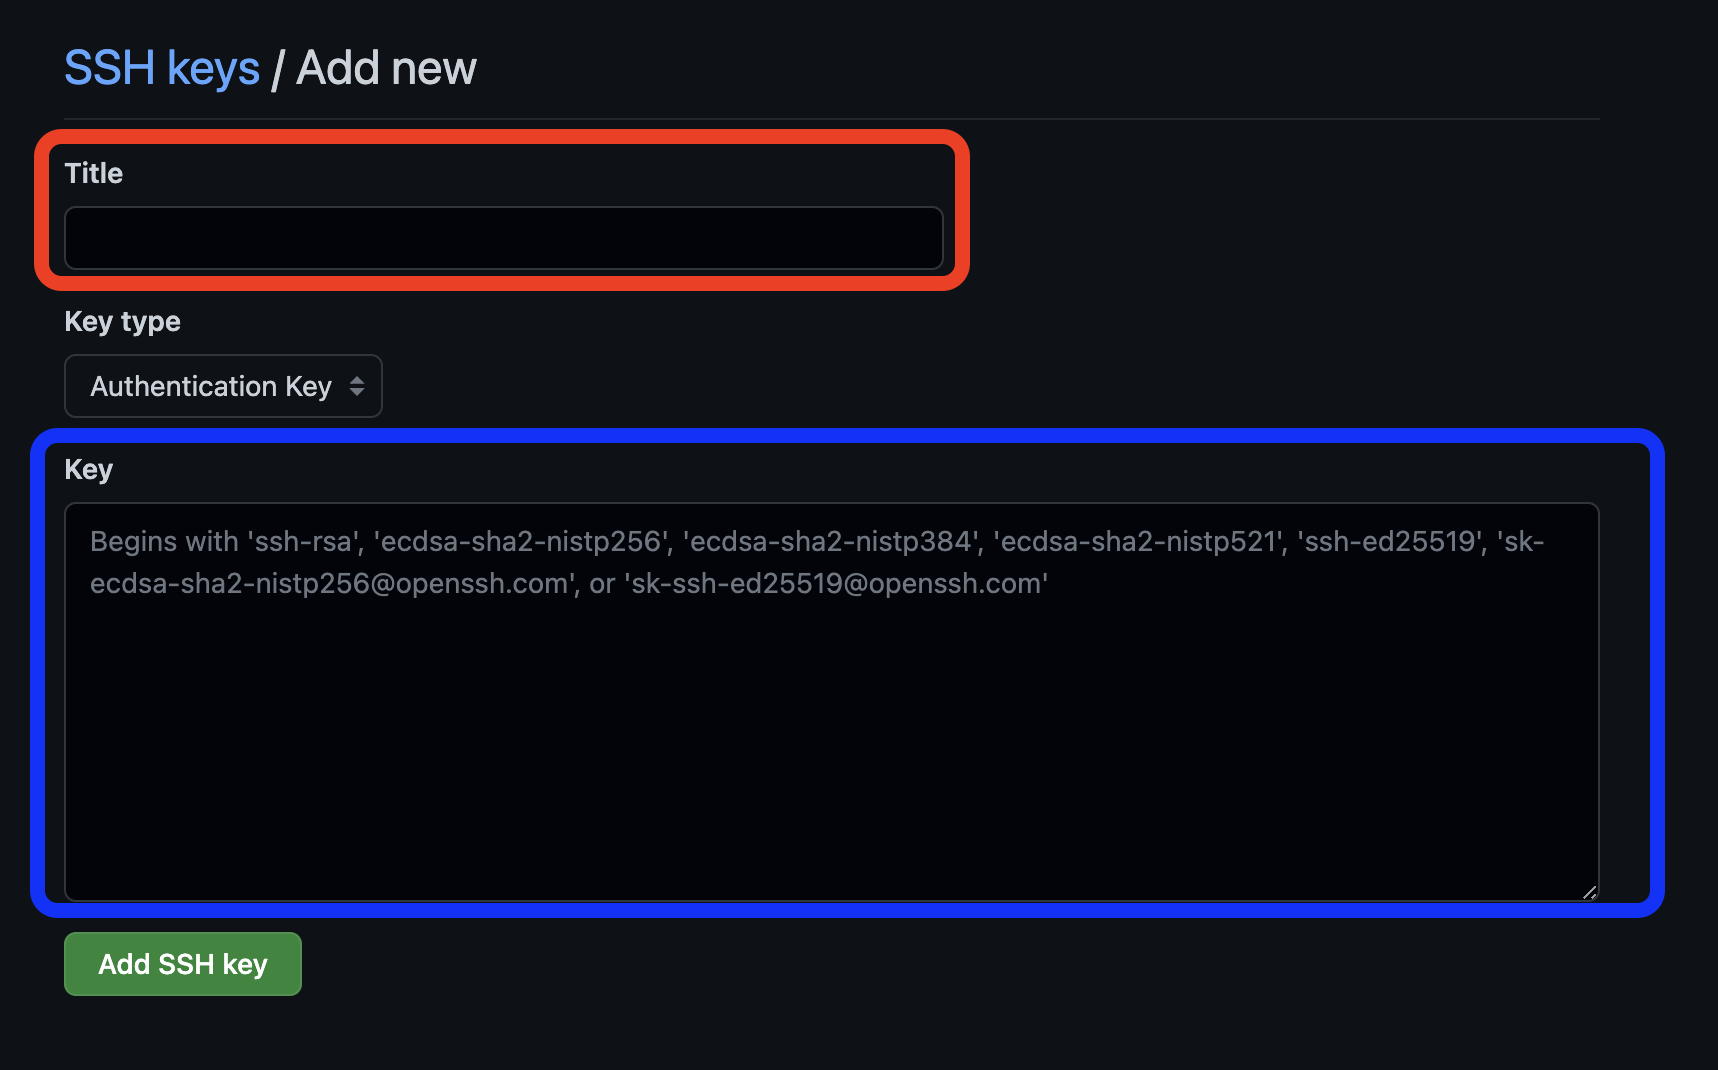 SSH keys / Add new
Title
Key type
Authentication Key
Key
Begins with 'ssh-rsa', 'ecdsa-sha2-nistp256', 'ecdsa-sha2-nistp384', 'ecdsa-sha2-nistp521', 'ssh-ed25519', 'sk-
ecdsa-sha2-nistp256@openssh.com', or 'sk-ssh-ed25519@openssh.com'
Add SSH key